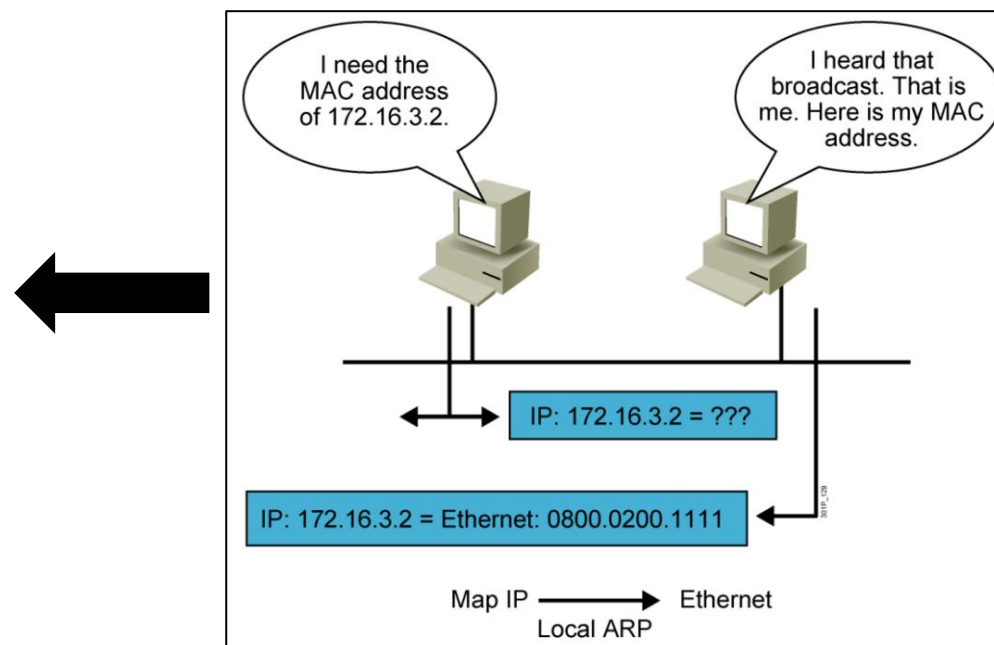 I need the
MAC address
of 172.16.3.2.
I heard that
broadcast. That is
me. Here is my MAC
address.
IP: 172.16.3.2 = ???
IP: 172.16.3.2 = Ethernet: 0800.0200.1111
301P_129
Map IP Ethernet
Local ARP